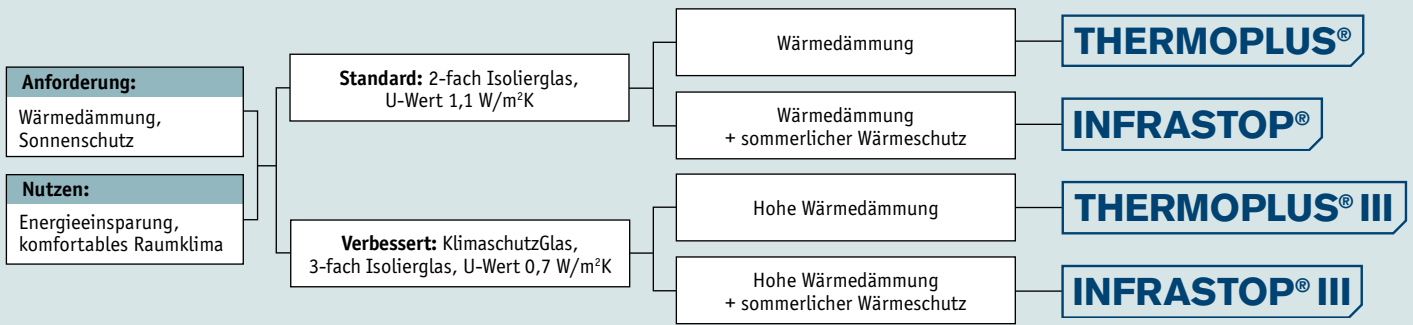 Anforderung:
Wärmedämmung,
Sonnenschutz
Nutzen:
Energieeinsparung,
komfortables Raumklima
Standard: 2-fach Isolierglas,
U-Wert 1,1 W/m²K
Verbessert: KlimaschutzGlas,
3-fach Isolierglas, U-Wert 0,7 W/m²K
Wärmedämmung
THERMOPLUS®
Wärmedämmung
+ sommerlicher Wärmeschutz
INFRASTOP®
Hohe Wärmedämmung
THERMOPLUS® III
Hohe Wärmedämmung
+ sommerlicher Wärmeschutz
INFRASTOP® III